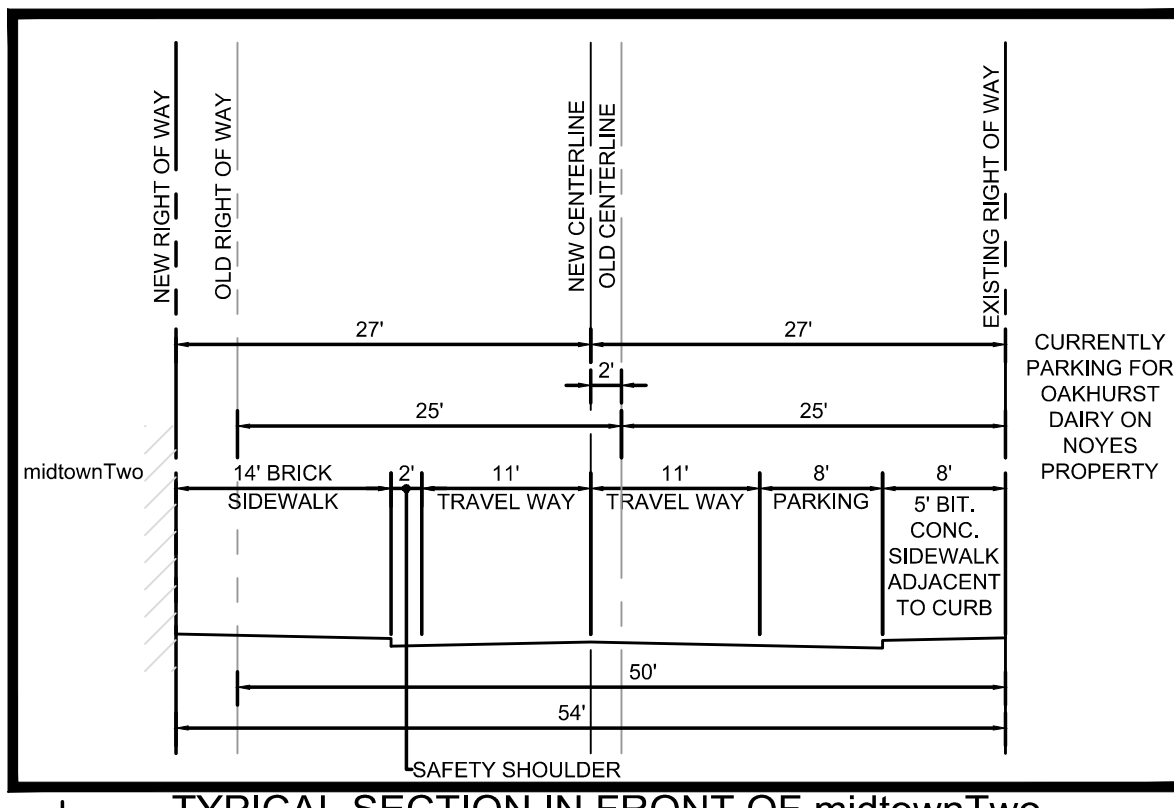 NEW RIGHT OF WAY
OLD RIGHT OF WAY
NEW CENTERLINE
OLD CENTERLINE
EXISTING RIGHT OF WAY
27'
27'
2'
25'
25'
CURRENTLY
PARKING FOR
OAKHURST
DAIRY ON
NOYES
PROPERTY
midtownTwo
14' BRICK
SIDEWALK
2'
11'
TRAVEL WAY
11'
TRAVEL WAY
8'
PARKING
8'
5' BIT.
CONC.
SIDEWALK
ADJACENT
TO CURB
50'
54'
SAFETY SHOULDER
TYPICAL SECTION IN FRONT OF midtownTwo